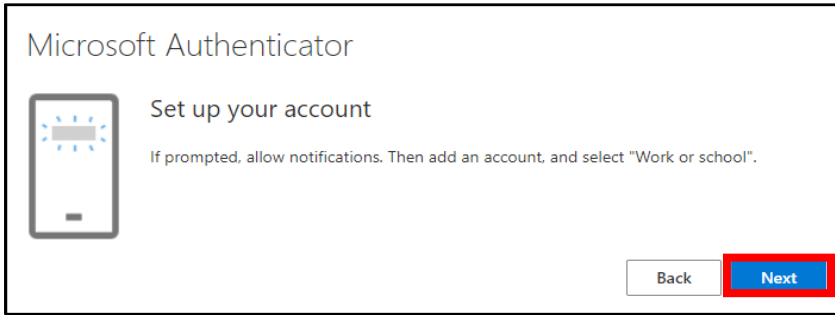 Microsoft Authenticator
Set up your account
If prompted, allow notifications. Then add an account, and select "Work or school".
Back Next